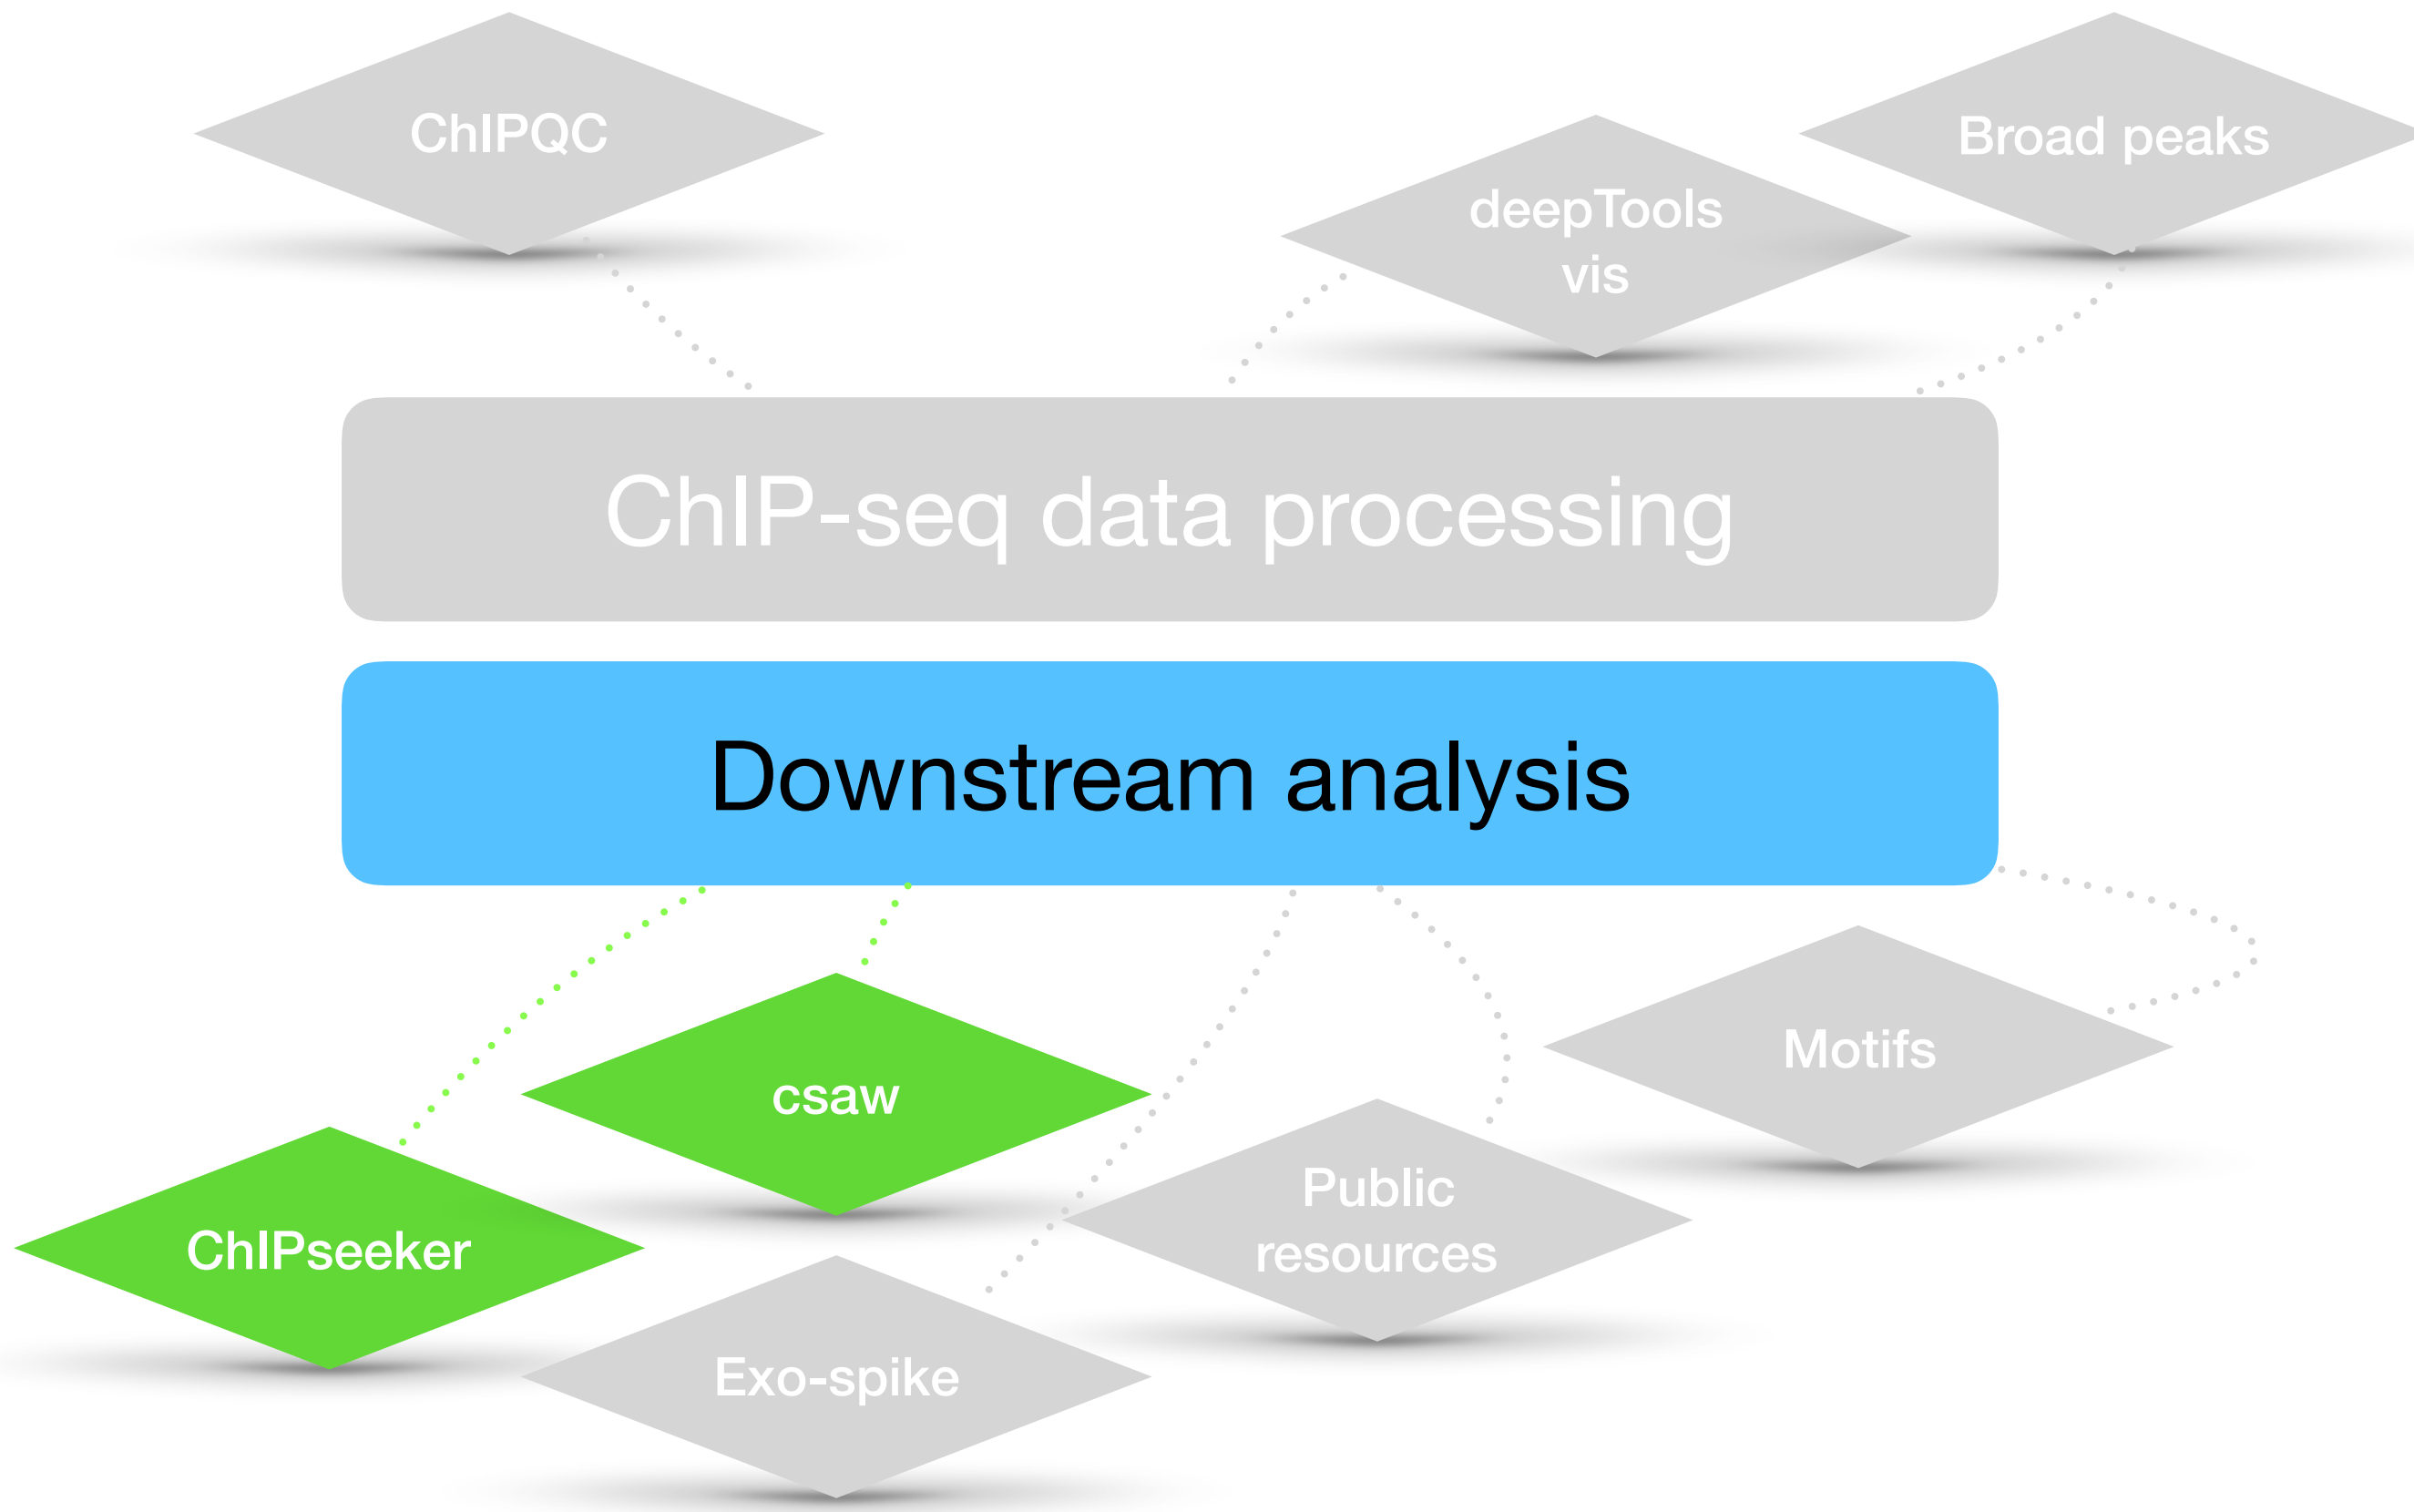 ChIPQC
Broad peaks
deepTools
vis
ChIP-seq data processing
Downstream analysis
Motifs
csaw
Public
resources
ChIPseeker
Exo-spike